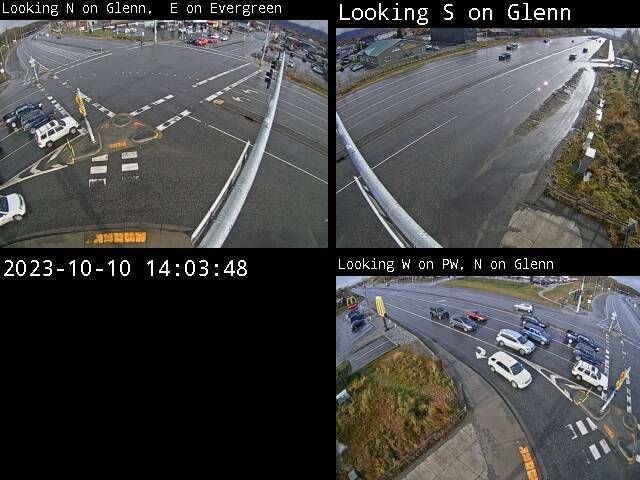 Looking N on Glenn, E on Evergreen
Looking S on Glenn
2023-10-10 14:03:48
Looking W on PW, N on Glenn